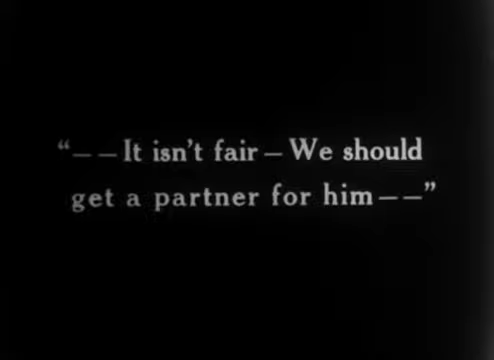 “——It isn't fair—We should
get a partner for him——”